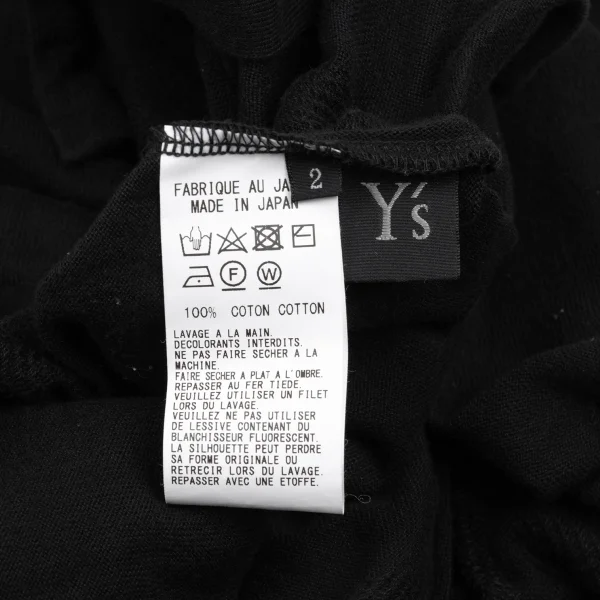 FABRIQUE AU
MADE IN JAPAN
2
Y's
F
W
100% COTON COTTON
LAVAGE A LA MAIN.
DECOLORANTS INTERDITS.
NE PAS FAIRE SECHER A LA
MACHINE.
FAIRE SECHER A PLAT A L'OMBRE.
REPASSER AU FER TIEDE.
VEUILLEZ UTILISER UN FILET
LORS DU LAVAGE.
VEUILLEZ NE PAS UTILISER
DE LESSIVE CONTENANT DU
BLANCHISSEUR FLUORESCENT.
LA SILHOUETTE PEUT PERDRE
SA FORME ORIGINALE OU
RETRECIR LORS DU LAVAGE.
REPASSER AVEC UNE ETOFFE.